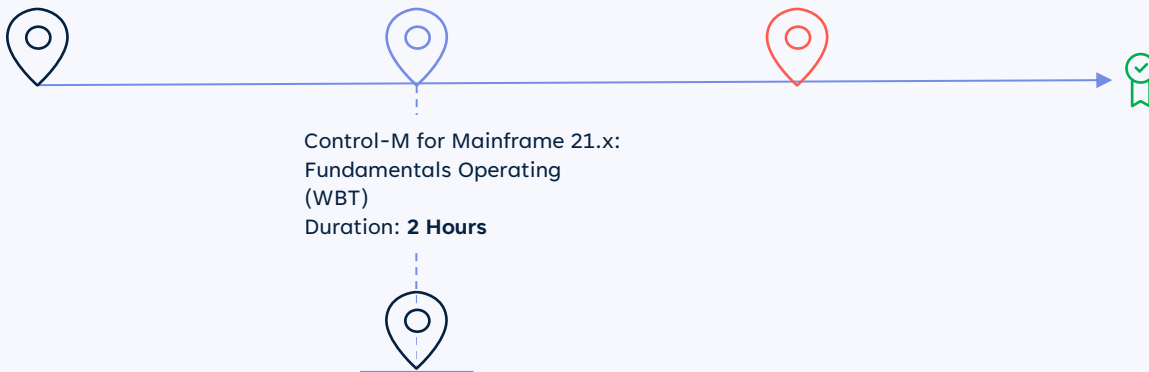 Control-M for Mainframe 21.x:
Fundamentals Operating
(WBT)
Duration: 2 Hours